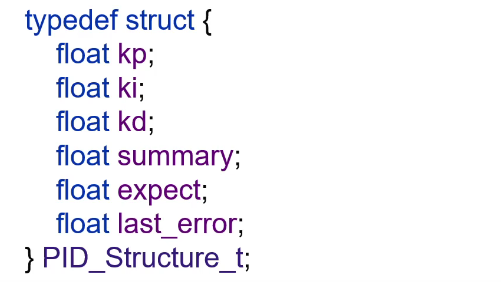 typedef struct {
    float kp;
    float ki;
    float kd;
    float summary;
    float expect;
    float last_error;
} PID_Structure_t;